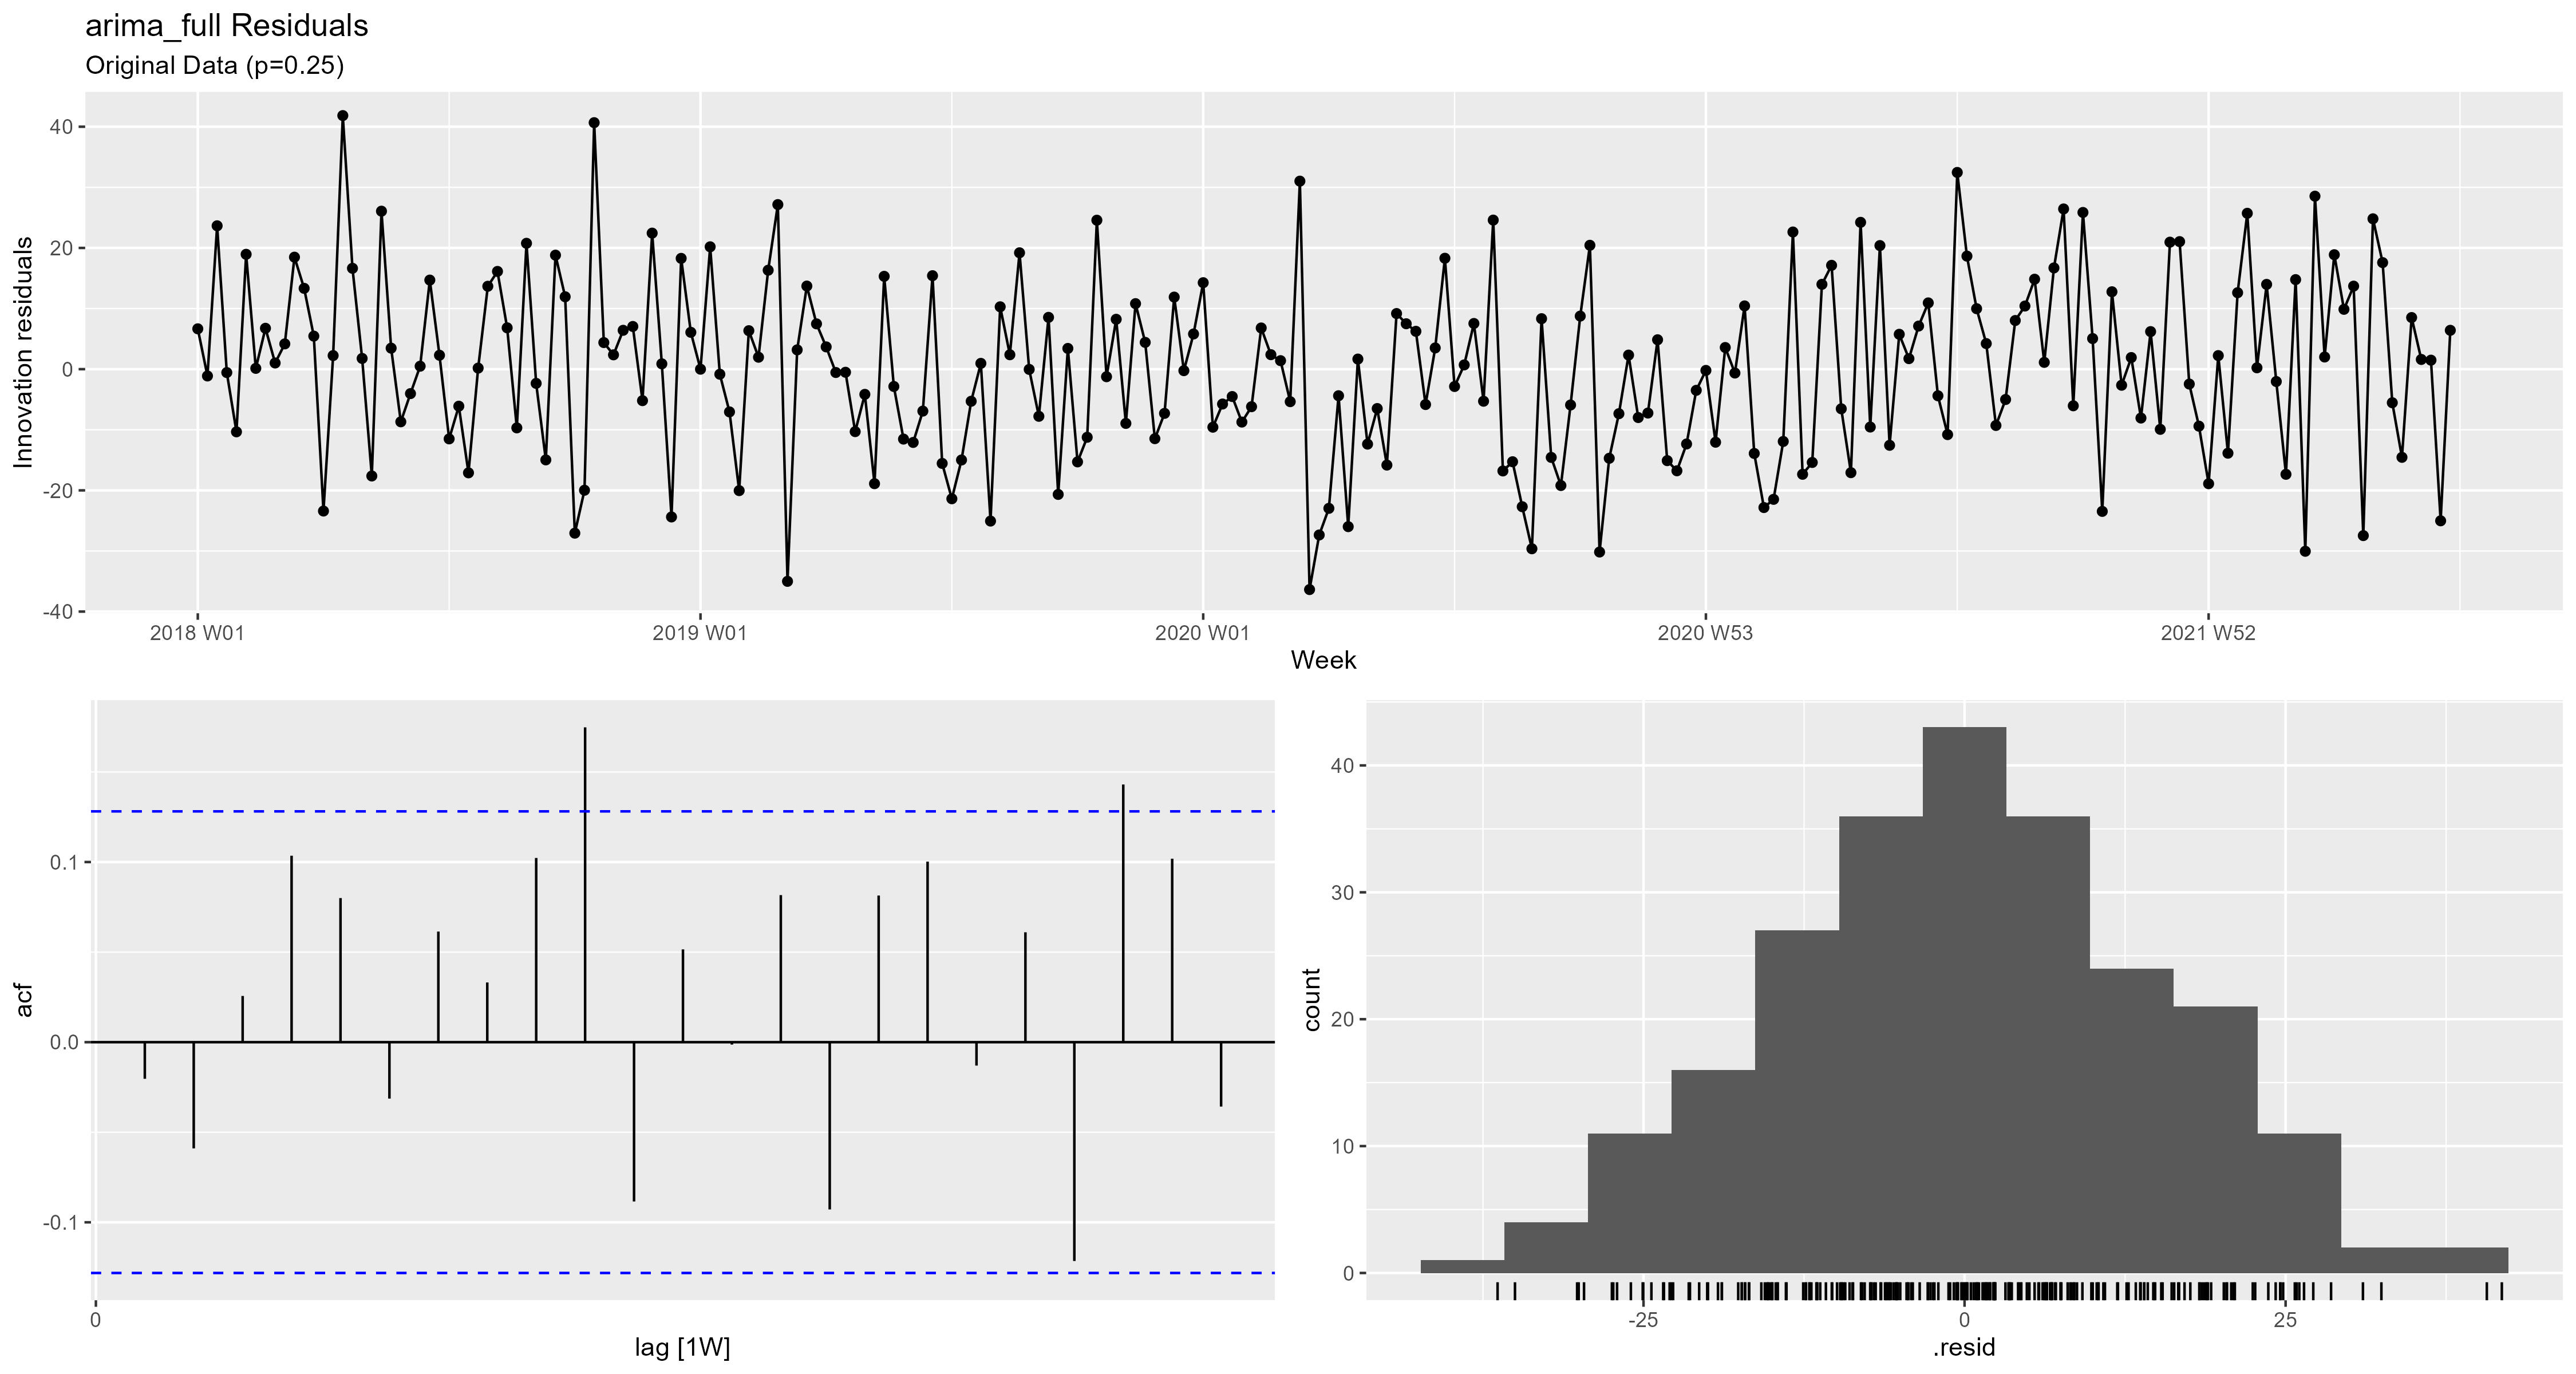 arima_full Residuals
Original Data (p=0.25)
Innovation residuals
40
20
0
-20
-40
2018 W01
2019 W01
2020 W01
2020 W53
2021 W52
Week
acf
0.1
0.0
-0.1
0
lag [1W]
count
40
30
20
10
0
-25
0
25
.resid